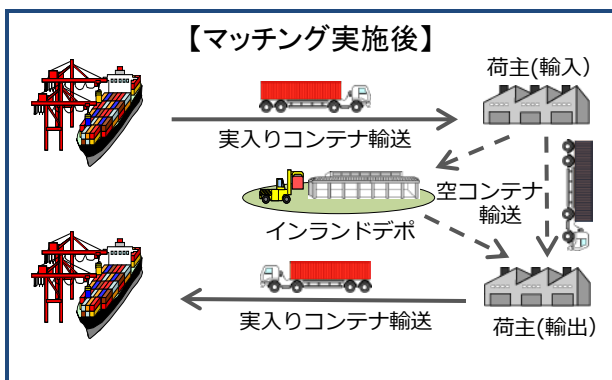 【マッチング実施後】
荷主(輸入)
実入りコンテナ輸送
空コンテナ
輸送
インランドデポ
実入りコンテナ輸送
荷主(輸出)